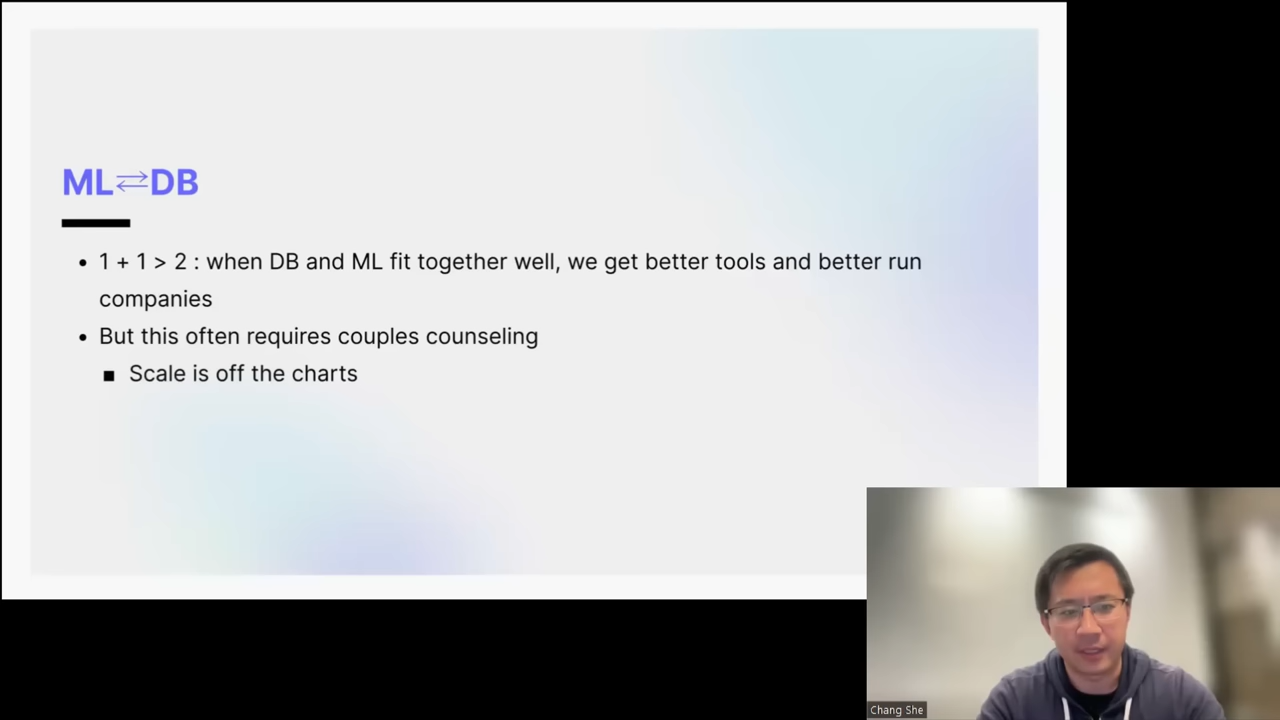 ML⇄DB
• 1 + 1 > 2 : when DB and ML fit together well, we get better tools and better run
companies
• But this often requires couples counseling
▪ Scale is off the charts
Chang She